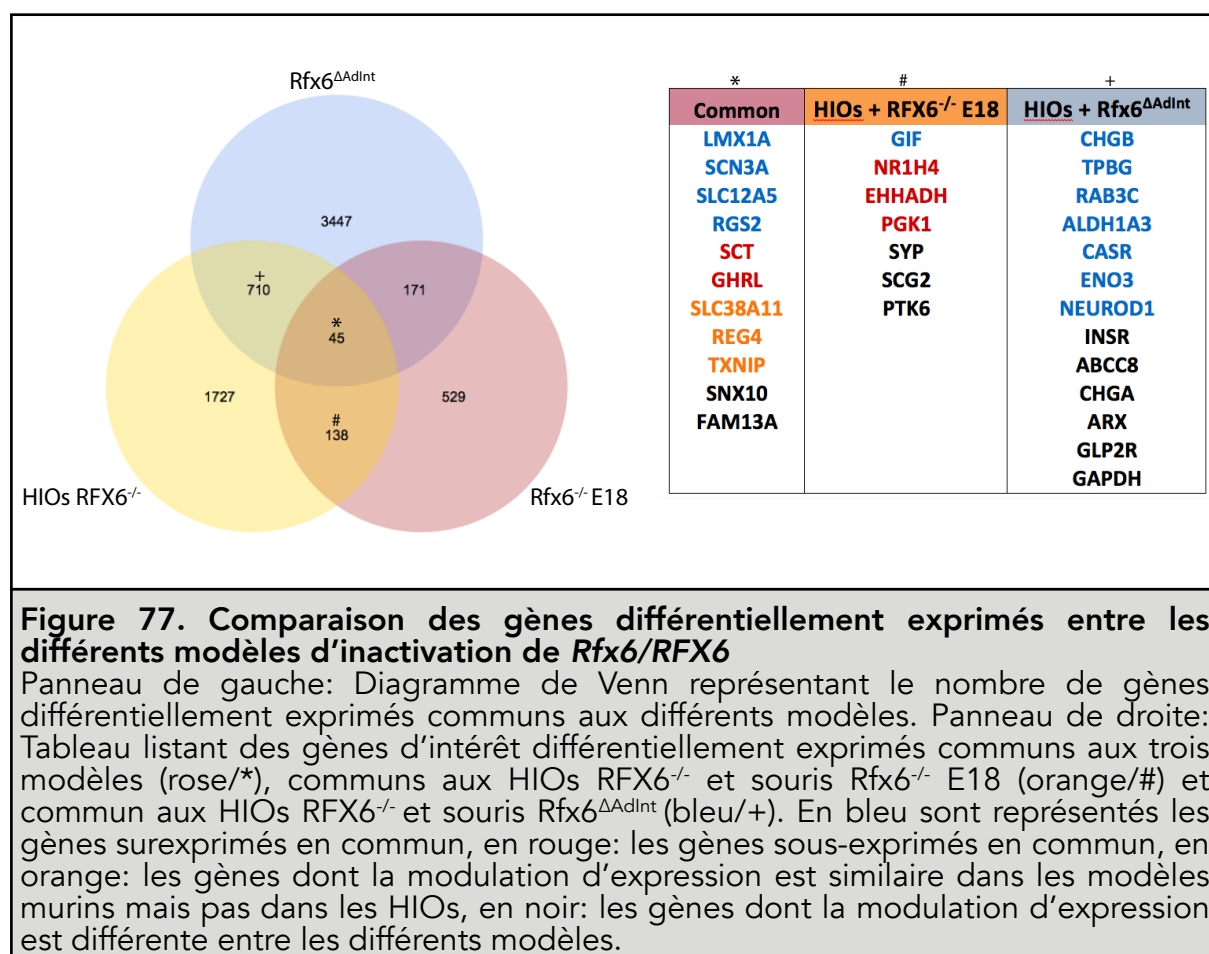 Rfx6ΔAdInt
3447
+
710
171
*
45
1727
529
#
138
HIOs RFX6-/-
Rfx6-/- E18
* # +
Common HIOs + RFX6-/- E18 HIOs + Rfx6ΔAdInt
LMX1A GIF CHGB
SCN3A NR1H4 TPBG
SLC12A5 EHHADH RAB3C
RGS2 PGK1 ALDH1A3
SCT SYP CASR
GHRL SCG2 ENO3
SLC38A11 PTK6 NEUROD1
REG4 INSR
TXNIP ABCC8
SNX10 CHGA
FAM13A ARX
GLP2R
GAPDH
Figure 77. Comparaison des gènes différentiellement exprimés entre les
différents modèles d’inactivation de Rfx6/RFX6
Panneau de gauche: Diagramme de Venn représentant le nombre de gènes
différentiellement exprimés communs aux différents modèles. Panneau de droite:
Tableau listant des gènes d’intérêt différentiellement exprimés communs aux trois
modèles (rose/*), communs aux HIOs RFX6-/- et souris Rfx6-/- E18 (orange/#) et
commun aux HIOs RFX6-/- et souris Rfx6ΔAdInt (bleu/+). En bleu sont représentés les
gènes surexprimés en commun, en rouge: les gènes sous-exprimés en commun, en
orange: les gènes dont la modulation d’expression est similaire dans les modèles
murins mais pas dans les HIOs, en noir: les gènes dont la modulation d’expression
est différente entre les différents modèles.